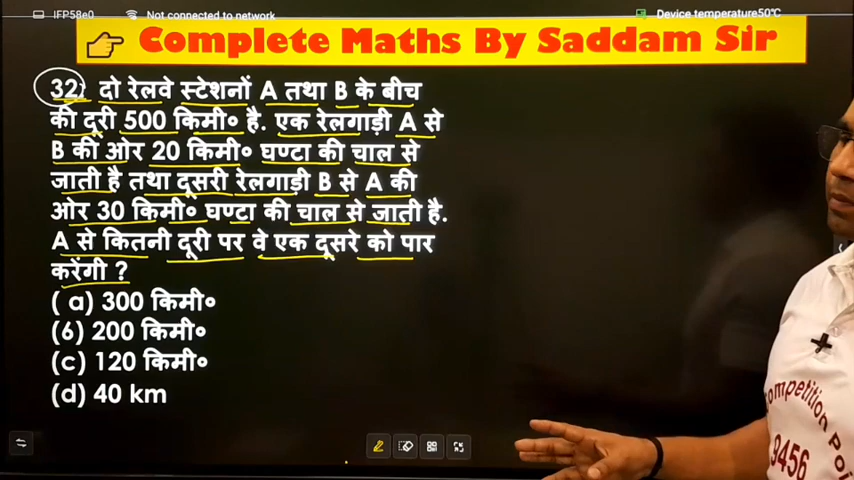 IFP58e0 Not connected to network Device temperature50℃
Complete Maths By Saddam Sir
32) दो रेलवे स्टेशनों A तथा B के बीच
की दूरी 500 किमी० है. एक रेलगाड़ी A से
B की ओर 20 किमी० घण्टा की चाल से
जाती है तथा दूसरी रेलगाड़ी B से A की
ओर 30 किमी० घण्टा की चाल से जाती है.
A से कितनी दूरी पर वे एक दूसरे को पार
करेंगी ?
( a) 300 किमी०
(6) 200 किमी०
(c) 120 किमी०
(d) 40 km
9456